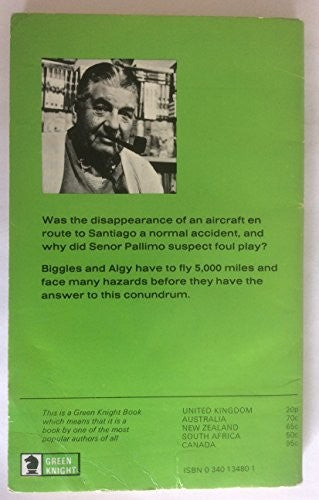 Was the disappearance of an aircraft en
route to Santiago a normal accident, and
why did Senor Pallimo suspect foul play?
Biggles and Algy have to fly 5,000 miles and
face many hazards before they have the
answer to this conundrum.
This is a Green Knight Book
which means that it is a
book by one of the most
popular authors of all
UNITED KINGDOM 20p
AUSTRALIA 70c
NEW ZEALAND 65c
SOUTH AFRICA 60c
CANADA 95c
GREEN
KNIGHT
ISBN 0 340 13480 1